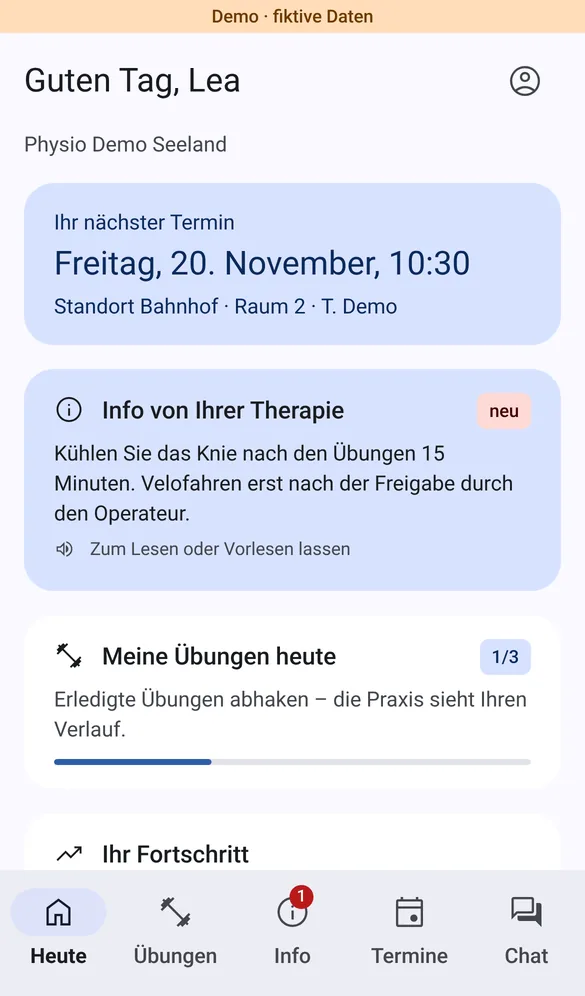 Demo · fiktive Daten
Guten Tag, Lea
Physio Demo Seeland
Ihr nächster Termin
Freitag, 20. November, 10:30
Standort Bahnhof · Raum 2 · T. Demo
Info von Ihrer Therapie
neu
Kühlen Sie das Knie nach den Übungen 15
Minuten. Velofahren erst nach der Freigabe durch
den Operateur.
Zum Lesen oder Vorlesen lassen
Meine Übungen heute
1/3
Erledigte Übungen abhaken – die Praxis sieht Ihren
Verlauf.
Ihr Fortschritt
1
Heute
Übungen
Info
Termine
Chat